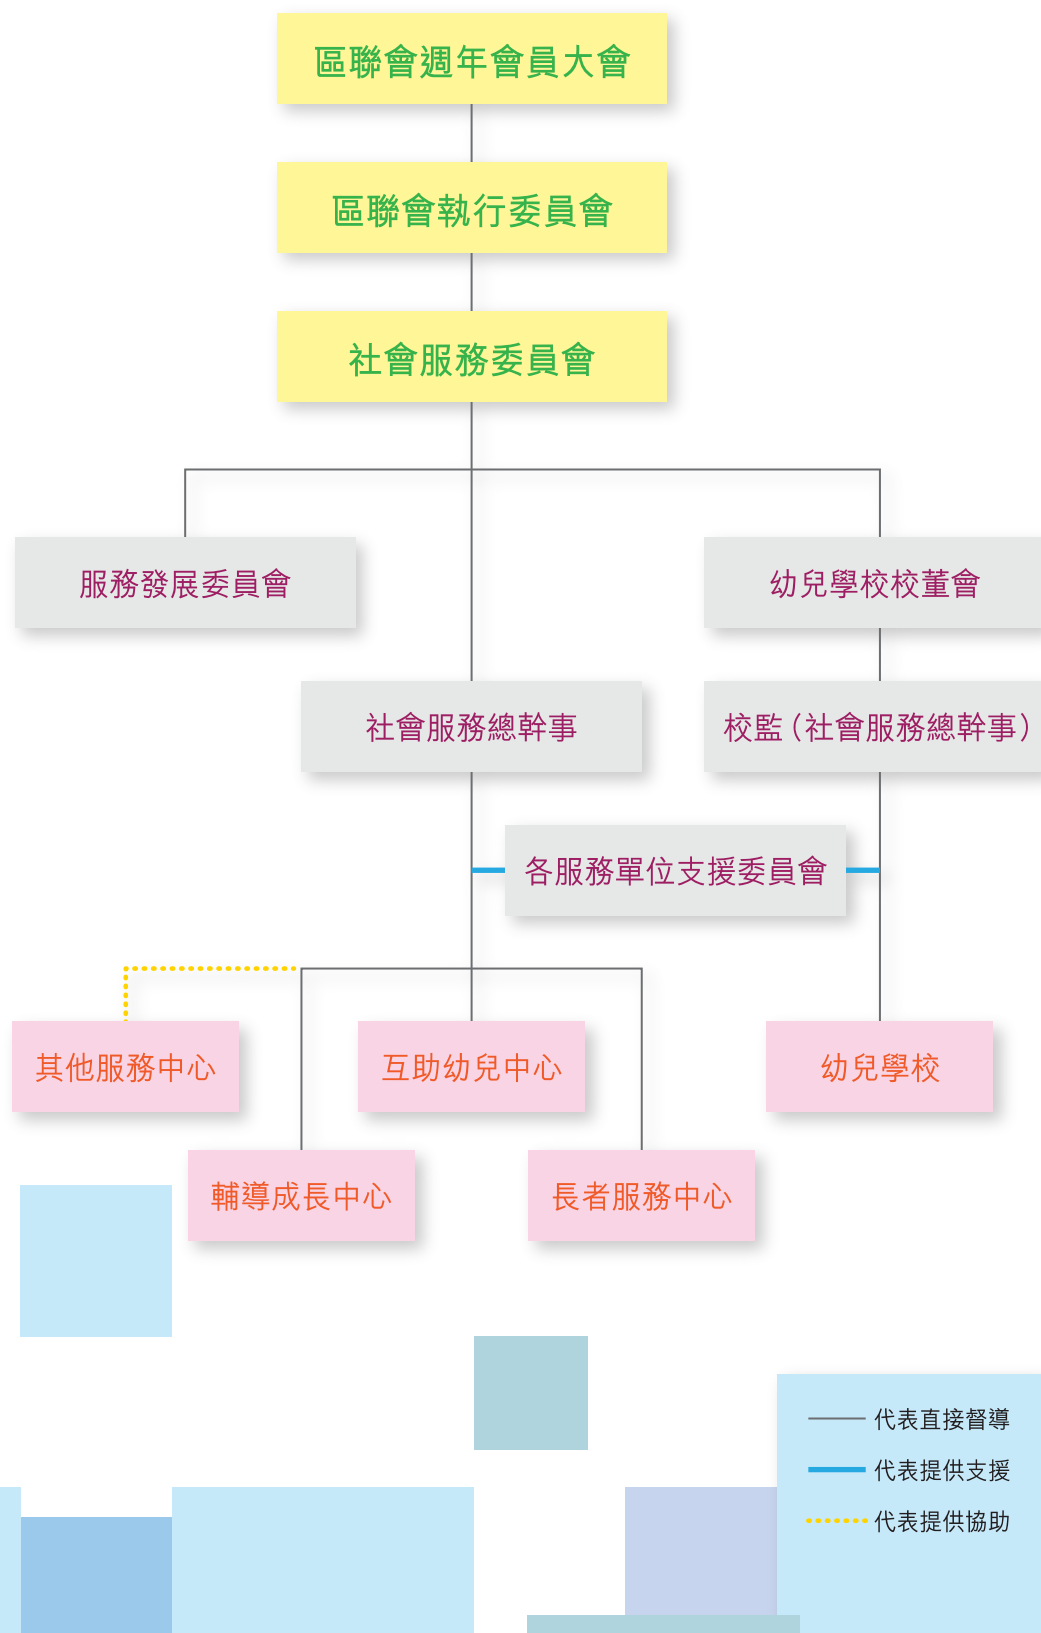 區聯會週年會員大會
區聯會執行委員會
社會服務委員會
服務發展委員會
幼兒學校校董會
社會服務總幹事
校監（社會服務總幹事）
各服務單位支援委員會
其他服務中心
互助幼兒中心
幼兒學校
輔導成長中心
長者服務中心
代表直接督導
代表提供支援
代表提供協助